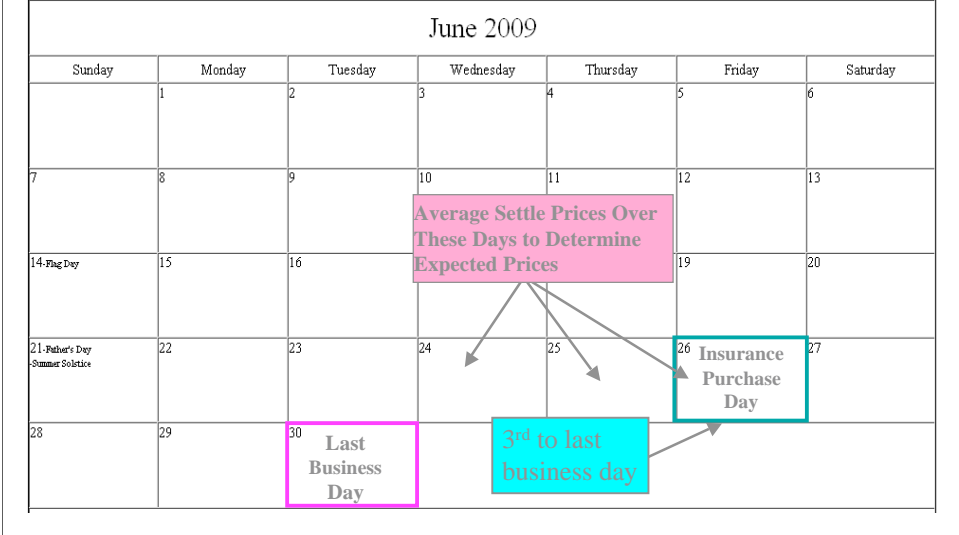 June 2009
Sunday Monday Tuesday Wednesday Thursday Friday Saturday
1 2 3 4 5 6
7 8 9 10 11 12 13
Average Settle Prices Over
These Days to Determine
Expected Prices
14-Flag Day 15 16 19 20
21-Father's Day 22 23 24 25 26 27
-Summer Solstice
Insurance
Purchase
Day
28 29 30
Last
Business
Day
3rd to last
business day